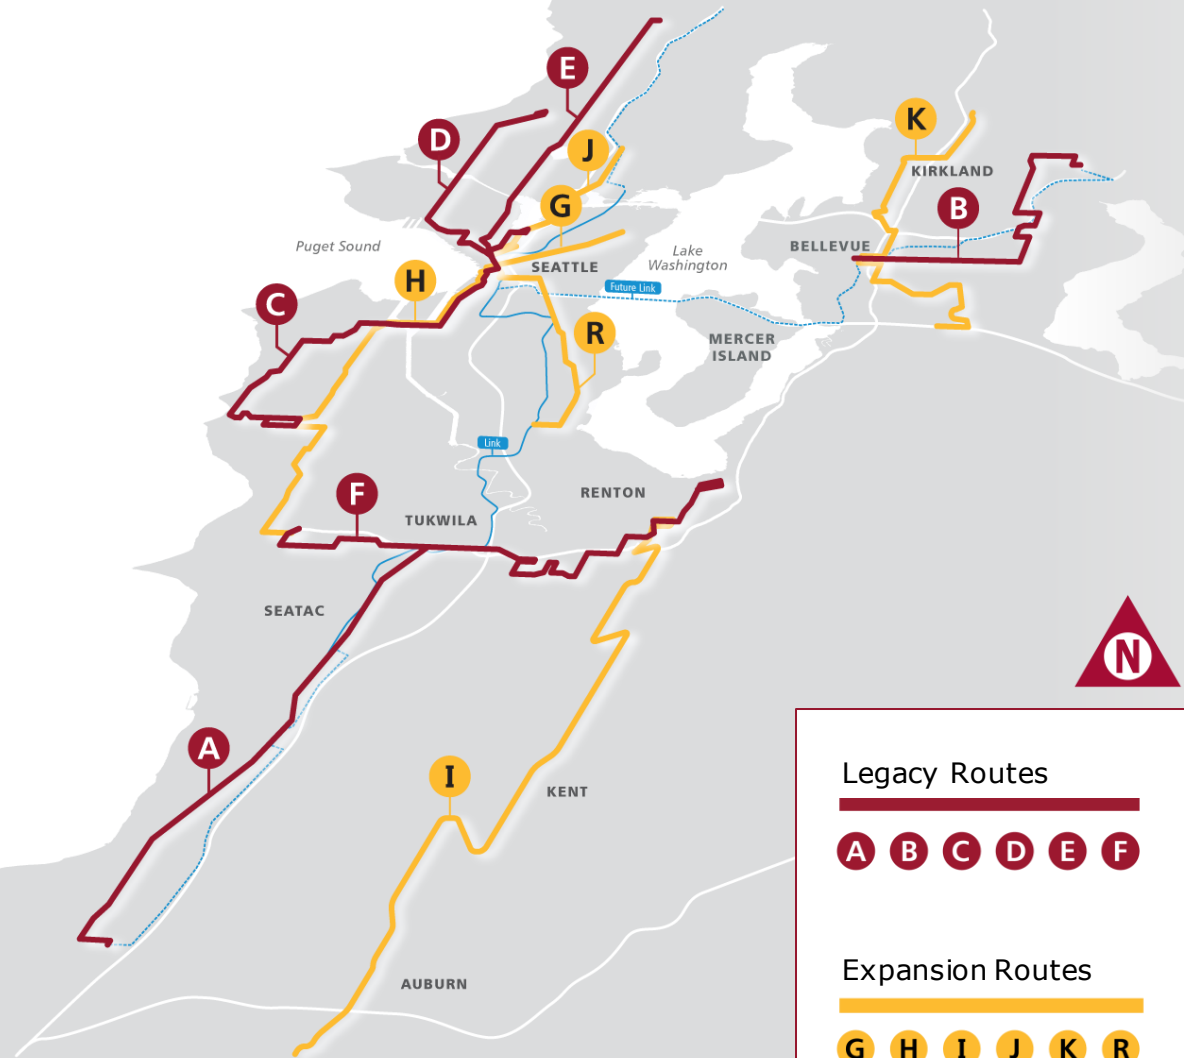 E
D
J
K
KIRKLAND
G
B
Puget Sound
BELLEVUE
Lake
Washington
SEATTLE
H
Future Link
C
R
MERCER
ISLAND
Link
F
RENTON
TUKWILA
SEATAC
N
A
I
KENT
AUBURN
Legacy Routes
A B C D E F
Expansion Routes
G H I J K R